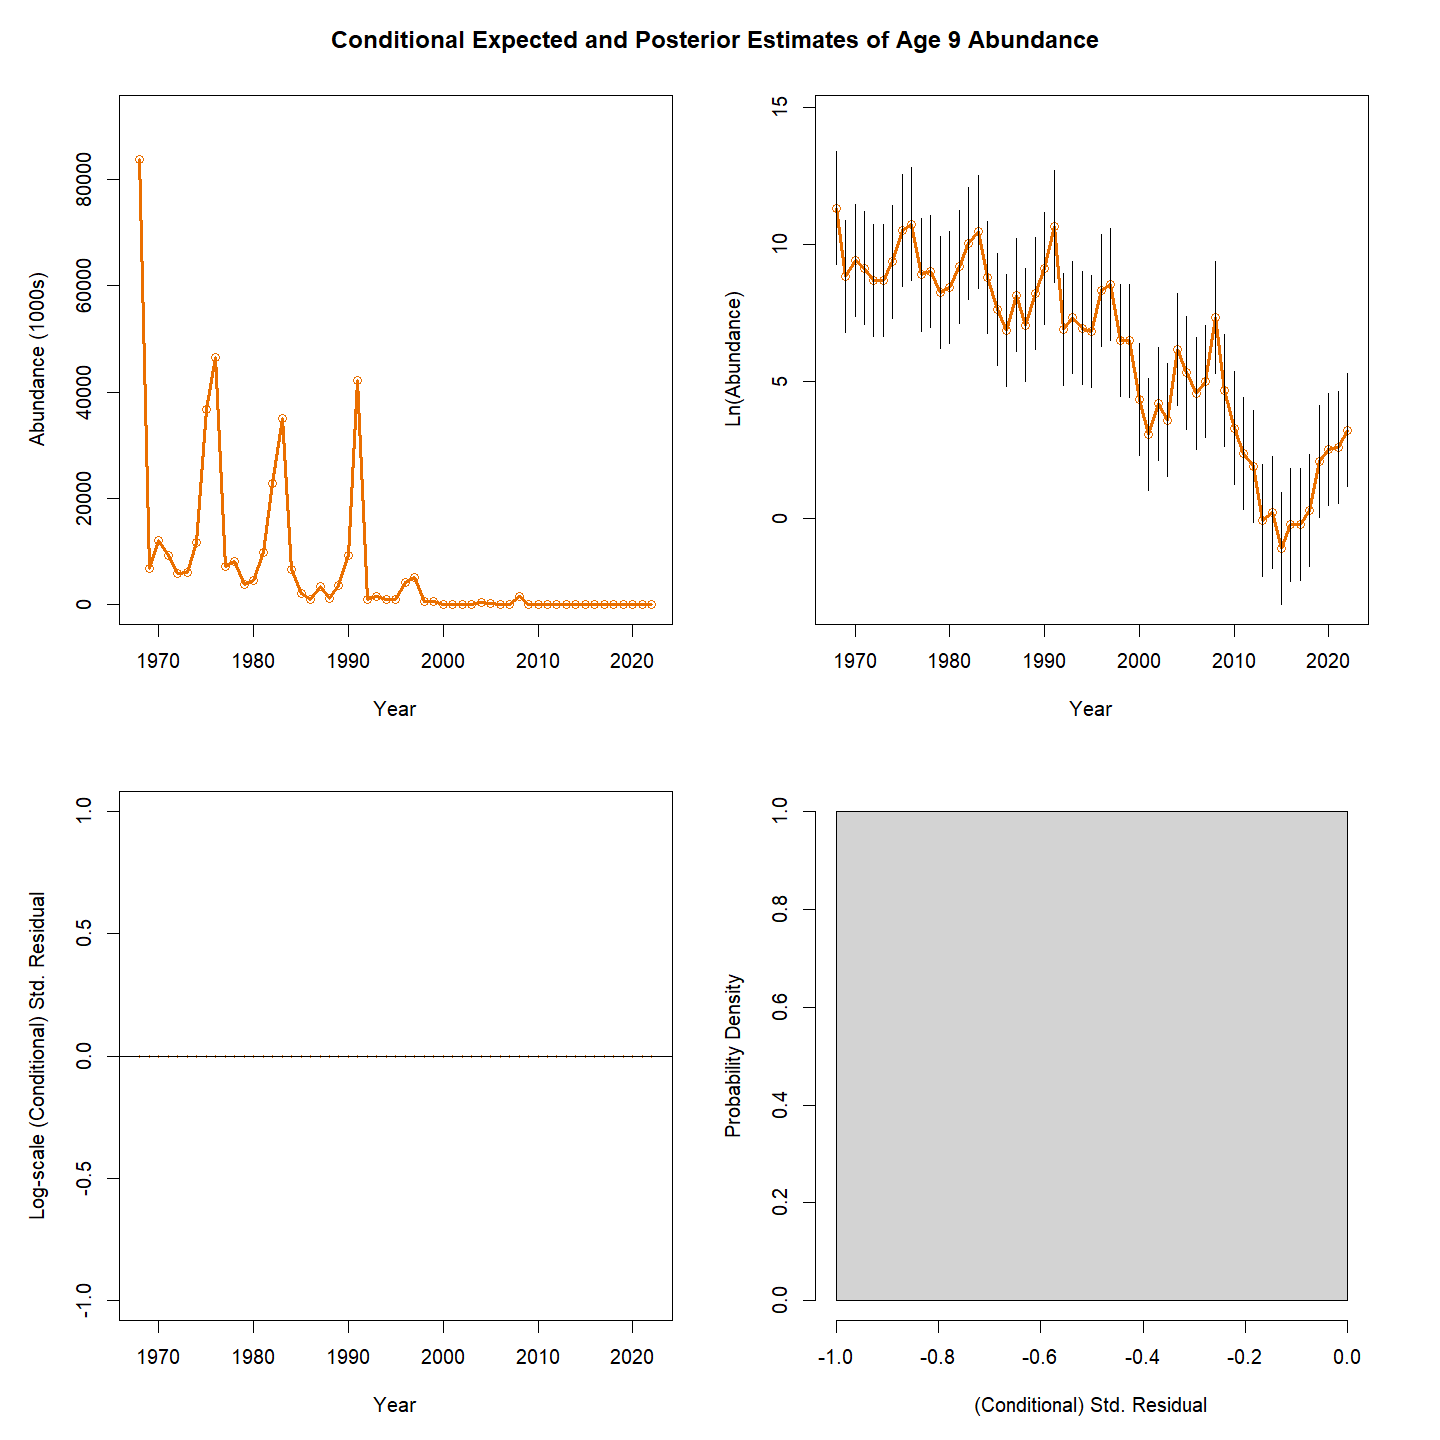 Conditional Expected and Posterior Estimates of Age 9 Abundance
Abundance (1000s)
80000
60000
40000
20000
0
1970 1980 1990 2000 2010 2020
Year
Ln(Abundance)
15
10
5
0
1970 1980 1990 2000 2010 2020
Year
Log-scale (Conditional) Std. Residual
1.0
0.5
0.0
-0.5
-1.0
1970 1980 1990 2000 2010 2020
Year
Probability Density
1.0
0.8
0.6
0.4
0.2
0.0
-1.0 -0.8 -0.6 -0.4 -0.2 0.0
(Conditional) Std. Residual